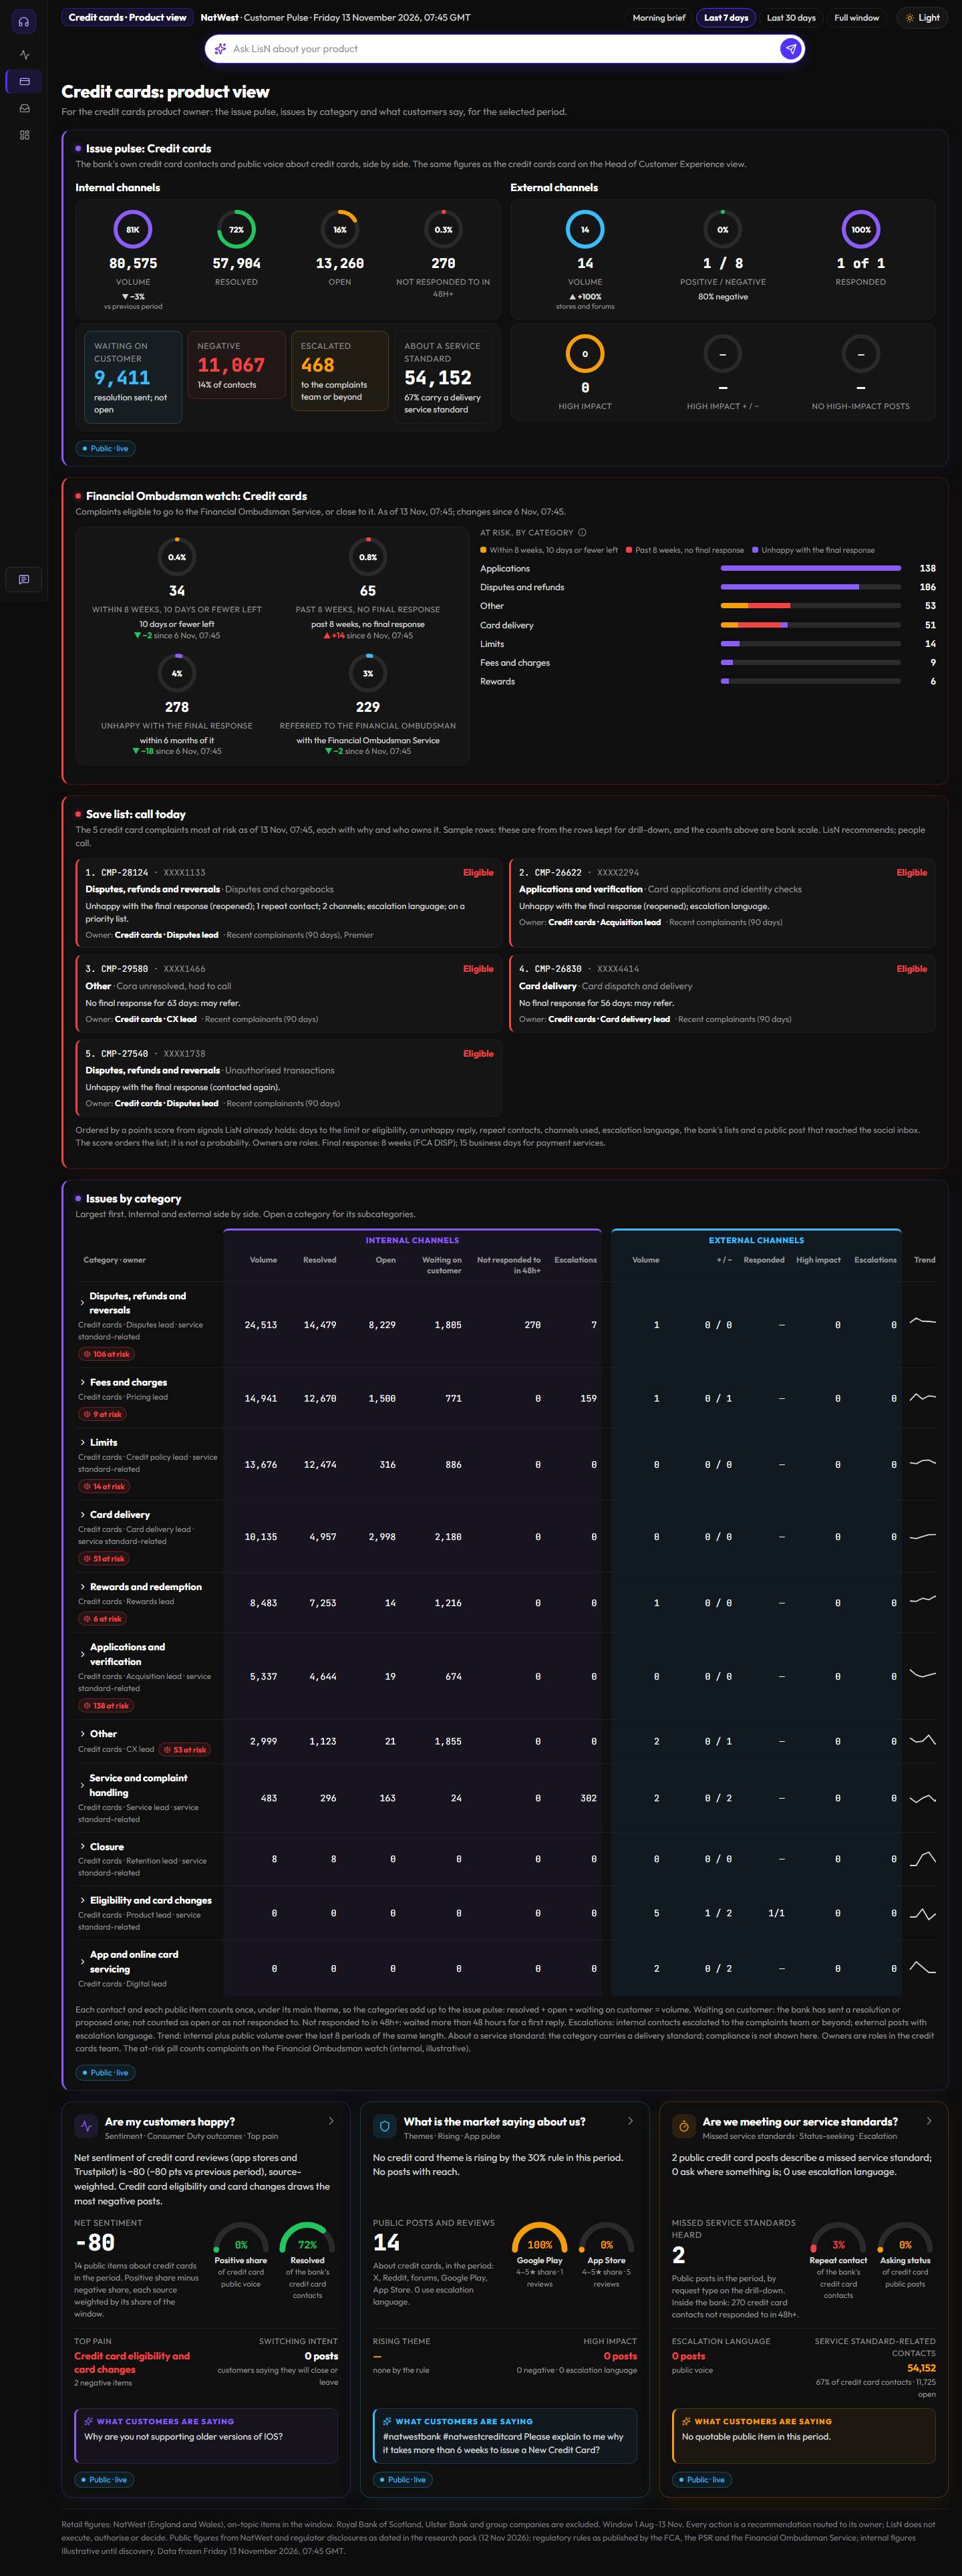 Credit cards · Product view
NatWest · Customer Pulse · Friday 13 November 2026, 07:45 GMT
Morning brief
Last 7 days
Last 30 days
Full window
Light
Ask LisN about your product
Credit cards: product view
For the credit cards product owner: the issue pulse, issues by category and what customers say, for the selected period.
Issue pulse: Credit cards
The bank's own credit card contacts and public voice about credit cards, side by side. The same figures as the credit cards card on the Head of Customer Experience view.
Internal channels
81K
80,575
VOLUME
▼ −3%
vs previous period
72%
57,904
RESOLVED
16%
13,260
OPEN
0.3%
270
NOT RESPONDED TO IN
48H+
WAITING ON
CUSTOMER
9,411
resolution sent; not
open
NEGATIVE
11,067
14% of contacts
ESCALATED
468
to the complaints
team or beyond
ABOUT A SERVICE
STANDARD
54,152
67% carry a delivery
service standard
External channels
14
14
VOLUME
▲ +100%
stores and forums
0%
1 / 8
POSITIVE / NEGATIVE
80% negative
100%
1 of 1
RESPONDED
0
0
HIGH IMPACT
—
—
HIGH IMPACT + / −
—
—
NO HIGH-IMPACT POSTS
Public · live
Financial Ombudsman watch: Credit cards
Complaints eligible to go to the Financial Ombudsman Service, or close to it. As of 13 Nov, 07:45; changes since 6 Nov, 07:45.
0.4%
34
WITHIN 8 WEEKS, 10 DAYS OR FEWER LEFT
10 days or fewer left
▼ −2 since 6 Nov, 07:45
0.8%
65
PAST 8 WEEKS, NO FINAL RESPONSE
past 8 weeks, no final response
▲ +14 since 6 Nov, 07:45
4%
278
UNHAPPY WITH THE FINAL RESPONSE
within 6 months of it
▼ −18 since 6 Nov, 07:45
3%
229
REFERRED TO THE FINANCIAL OMBUDSMAN
with the Financial Ombudsman Service
▼ −2 since 6 Nov, 07:45
AT RISK, BY CATEGORY
Within 8 weeks, 10 days or fewer left
Past 8 weeks, no final response
Unhappy with the final response
Applications 138
Disputes and refunds 106
Other 53
Card delivery 51
Limits 14
Fees and charges 9
Rewards 6
Save list: call today
The 5 credit card complaints most at risk as of 13 Nov, 07:45, each with why and who owns it. Sample rows: these are from the rows kept for drill-down, and the counts above are bank scale. LisN recommends; people
call.
1. CMP-28124 · XXXX1133 Eligible
Disputes, refunds and reversals · Disputes and chargebacks
Unhappy with the final response (reopened); 1 repeat contact; 2 channels; escalation language; on a
priority list.
Owner: Credit cards · Disputes lead · Recent complainants (90 days), Premier
2. CMP-26622 · XXXX2294 Eligible
Applications and verification · Card applications and identity checks
Unhappy with the final response (reopened); escalation language.
Owner: Credit cards · Acquisition lead · Recent complainants (90 days)
3. CMP-29580 · XXXX1466 Eligible
Other · Cora unresolved, had to call
No final response for 63 days: may refer.
Owner: Credit cards · CX lead · Recent complainants (90 days)
4. CMP-26830 · XXXX4414 Eligible
Card delivery · Card dispatch and delivery
No final response for 56 days: may refer.
Owner: Credit cards · Card delivery lead · Recent complainants (90 days)
5. CMP-27540 · XXXX1738 Eligible
Disputes, refunds and reversals · Unauthorised transactions
Unhappy with the final response (contacted again).
Owner: Credit cards · Disputes lead · Recent complainants (90 days)
Ordered by a points score from signals LisN already holds: days to the limit or eligibility, an unhappy reply, repeat contacts, channels used, escalation language, the bank's lists and a public post that reached the social inbox.
The score orders the list; it is not a probability. Owners are roles. Final response: 8 weeks (FCA DISP); 15 business days for payment services.
Issues by category
Largest first. Internal and external side by side. Open a category for its subcategories.
INTERNAL CHANNELS EXTERNAL CHANNELS
Category · owner Volume Resolved Open Waiting on customer Not responded to in 48h+ Escalations Volume + / − Responded High impact Escalations Trend
Disputes, refunds and
reversals
Credit cards · Disputes lead · service
standard-related
106 at risk
24,513 14,479 8,229 1,805 270 7 1 0 / 0 — 0 0
Fees and charges
Credit cards · Pricing lead
9 at risk
14,941 12,670 1,500 771 0 159 1 0 / 1 — 0 0
Limits
Credit cards · Credit policy lead · service
standard-related
14 at risk
13,676 12,474 316 886 0 0 0 0 / 0 — 0 0
Card delivery
Credit cards · Card delivery lead ·
service standard-related
51 at risk
10,135 4,957 2,998 2,180 0 0 0 0 / 0 — 0 0
Rewards and redemption
Credit cards · Rewards lead
6 at risk
8,483 7,253 14 1,216 0 0 1 0 / 0 — 0 0
Applications and
verification
Credit cards · Acquisition lead · service
standard-related
138 at risk
5,337 4,644 19 674 0 0 0 0 / 0 — 0 0
Other
Credit cards · CX lead 53 at risk
2,999 1,123 21 1,855 0 0 2 0 / 1 — 0 0
Service and complaint
handling
Credit cards · Service lead · service
standard-related
483 296 163 24 0 302 2 0 / 2 — 0 0
Closure
Credit cards · Retention lead · service
standard-related
8 8 0 0 0 0 0 0 / 0 — 0 0
Eligibility and card changes
Credit cards · Product lead · service
standard-related
0 0 0 0 0 0 5 1 / 2 1/1 0 0
App and online card
servicing
Credit cards · Digital lead
0 0 0 0 0 0 2 0 / 2 — 0 0
Each contact and each public item counts once, under its main theme, so the categories add up to the issue pulse: resolved + open + waiting on customer = volume. Waiting on customer: the bank has sent a resolution or
proposed one; not counted as open or as not responded to. Not responded to in 48h+: waited more than 48 hours for a first reply. Escalations: internal contacts escalated to the complaints team or beyond; external posts with
escalation language. Trend: internal plus public volume over the last 8 periods of the same length. About a service standard: the category carries a delivery standard; compliance is not shown here. Owners are roles in the credit
cards team. The at-risk pill counts complaints on the Financial Ombudsman watch (internal, illustrative).
Public · live
Are my customers happy?
Sentiment · Consumer Duty outcomes · Top pain
Net sentiment of credit card reviews (app stores and
Trustpilot) is −80 (−80 pts vs previous period), source-
weighted. Credit card eligibility and card changes draws the
most negative posts.
NET SENTIMENT
-80
14 public items about credit cards
in the period. Positive share minus
negative share, each source
weighted by its share of the
window.
0%
Positive share
of credit card
public voice
72%
Resolved
of the bank's
credit card
contacts
TOP PAIN
Credit card eligibility and
card changes
2 negative items
SWITCHING INTENT
0 posts
customers saying they will close or
leave
WHAT CUSTOMERS ARE SAYING
Why are you not supporting older versions of IOS?
Public · live
What is the market saying about us?
Themes · Rising · App pulse
No credit card theme is rising by the 30% rule in this period.
No posts with reach.
PUBLIC POSTS AND REVIEWS
14
About credit cards, in the period:
X, Reddit, forums, Google Play,
App Store. 0 use escalation
language.
100%
Google Play
4–5★ share · 1
reviews
0%
App Store
4–5★ share · 5
reviews
RISING THEME
—
none by the rule
HIGH IMPACT
0 posts
0 negative · 0 escalation language
WHAT CUSTOMERS ARE SAYING
#natwestbank #natwestcreditcard Please explain to me why
it takes more than 6 weeks to issue a New Credit Card?
Public · live
Are we meeting our service standards?
Missed service standards · Status-seeking · Escalation
2 public credit card posts describe a missed service standard;
0 ask where something is; 0 use escalation language.
MISSED SERVICE STANDARDS
HEARD
2
Public posts in the period, by
request type on the drill-down.
Inside the bank: 270 credit card
contacts not responded to in 48h+.
3%
Repeat contact
of the bank's
credit card
contacts
0%
Asking status
of credit card
public posts
ESCALATION LANGUAGE
0 posts
public voice
SERVICE STANDARD-RELATED
CONTACTS
54,152
67% of credit card contacts · 11,725
open
WHAT CUSTOMERS ARE SAYING
No quotable public item in this period.
Public · live
Retail figures: NatWest (England and Wales), on-topic items in the window. Royal Bank of Scotland, Ulster Bank and group companies are excluded. Window 1 Aug–13 Nov. Every action is a recommendation routed to its owner; LisN does not
execute, authorise or decide. Public figures from NatWest and regulator disclosures as dated in the research pack (12 Nov 2026); regulatory rules as published by the FCA, the PSR and the Financial Ombudsman Service; internal figures
illustrative until discovery. Data frozen Friday 13 November 2026, 07:45 GMT.